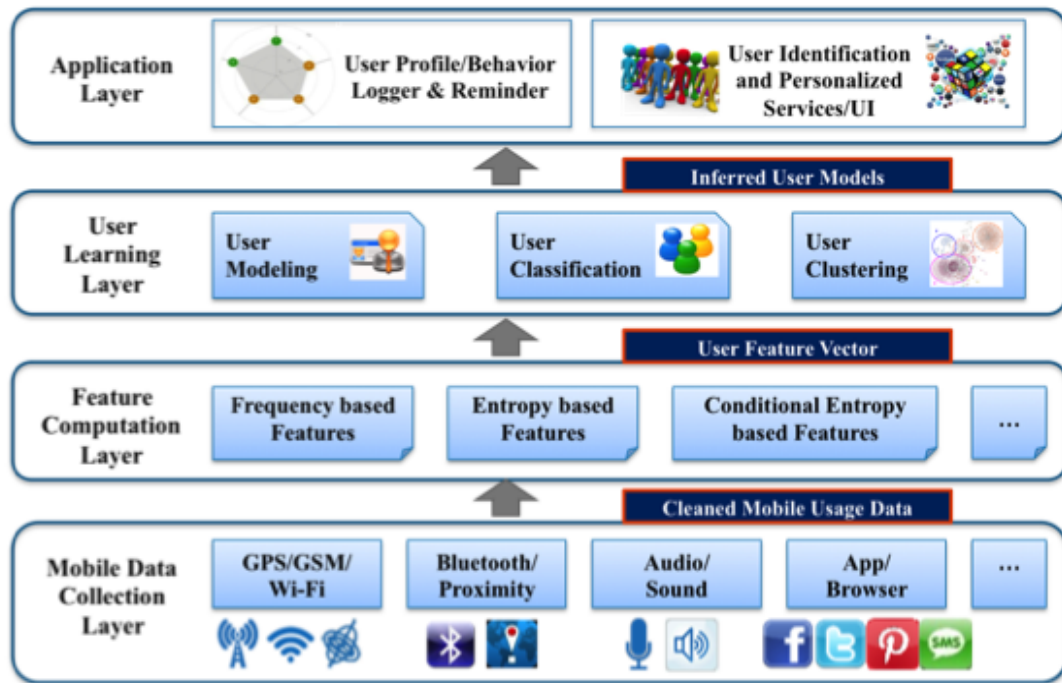 Application
Layer
User Profile/Behavior
Logger & Reminder
User Identification
and Personalized
Services/UI
Inferred User Models
User
Learning
Layer
User
Modeling
User
Classification
User
Clustering
User Feature Vector
Feature
Computation
Layer
Frequency based
Features
Entropy based
Features
Conditional Entropy
based Features
...
Cleaned Mobile Usage Data
Mobile Data
Collection
Layer
GPS/GSM/
Wi-Fi
Bluetooth/
Proximity
Audio/
Sound
App/
Browser
...
SMS